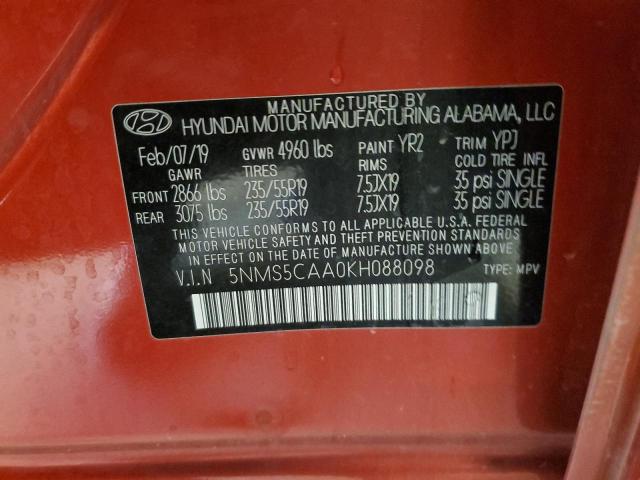 MANUFACTURED BY
HYUNDAI MOTOR MANUFACTURING ALABAMA, LLC
Feb/07/19 GVWR 4960 lbs PAINT YR2 TRIM YPJ
GAWR TIRES RIMS COLD TIRE INFL
FRONT 2866 lbs 235/55R19 7.5JX19 35 psi SINGLE
REAR 3075 lbs 235/55R19 7.5JX19 35 psi SINGLE
THIS VEHICLE CONFORMS TO ALL APPLICABLE U.S.A. FEDERAL
MOTOR VEHICLE SAFETY AND THEFT PREVENTION STANDARDS
IN EFFECT ON THE DATE OF MANUFACTURE SHOWN ABOVE.
V.I.N 5NMS5CAA0KH088098 TYPE: MPV